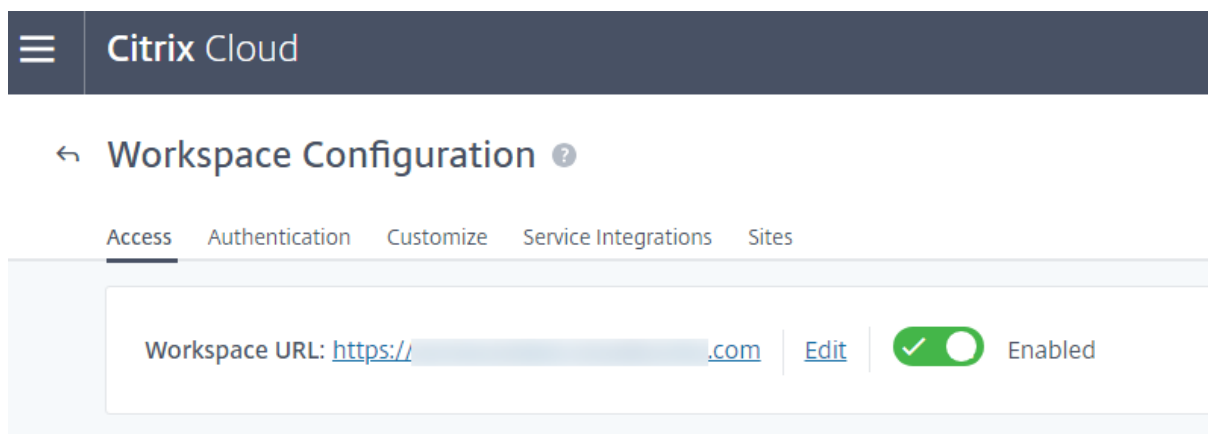 Citrix Cloud
Workspace Configuration ?
Access Authentication Customize Service Integrations Sites
Workspace URL: https:// .com Edit Enabled